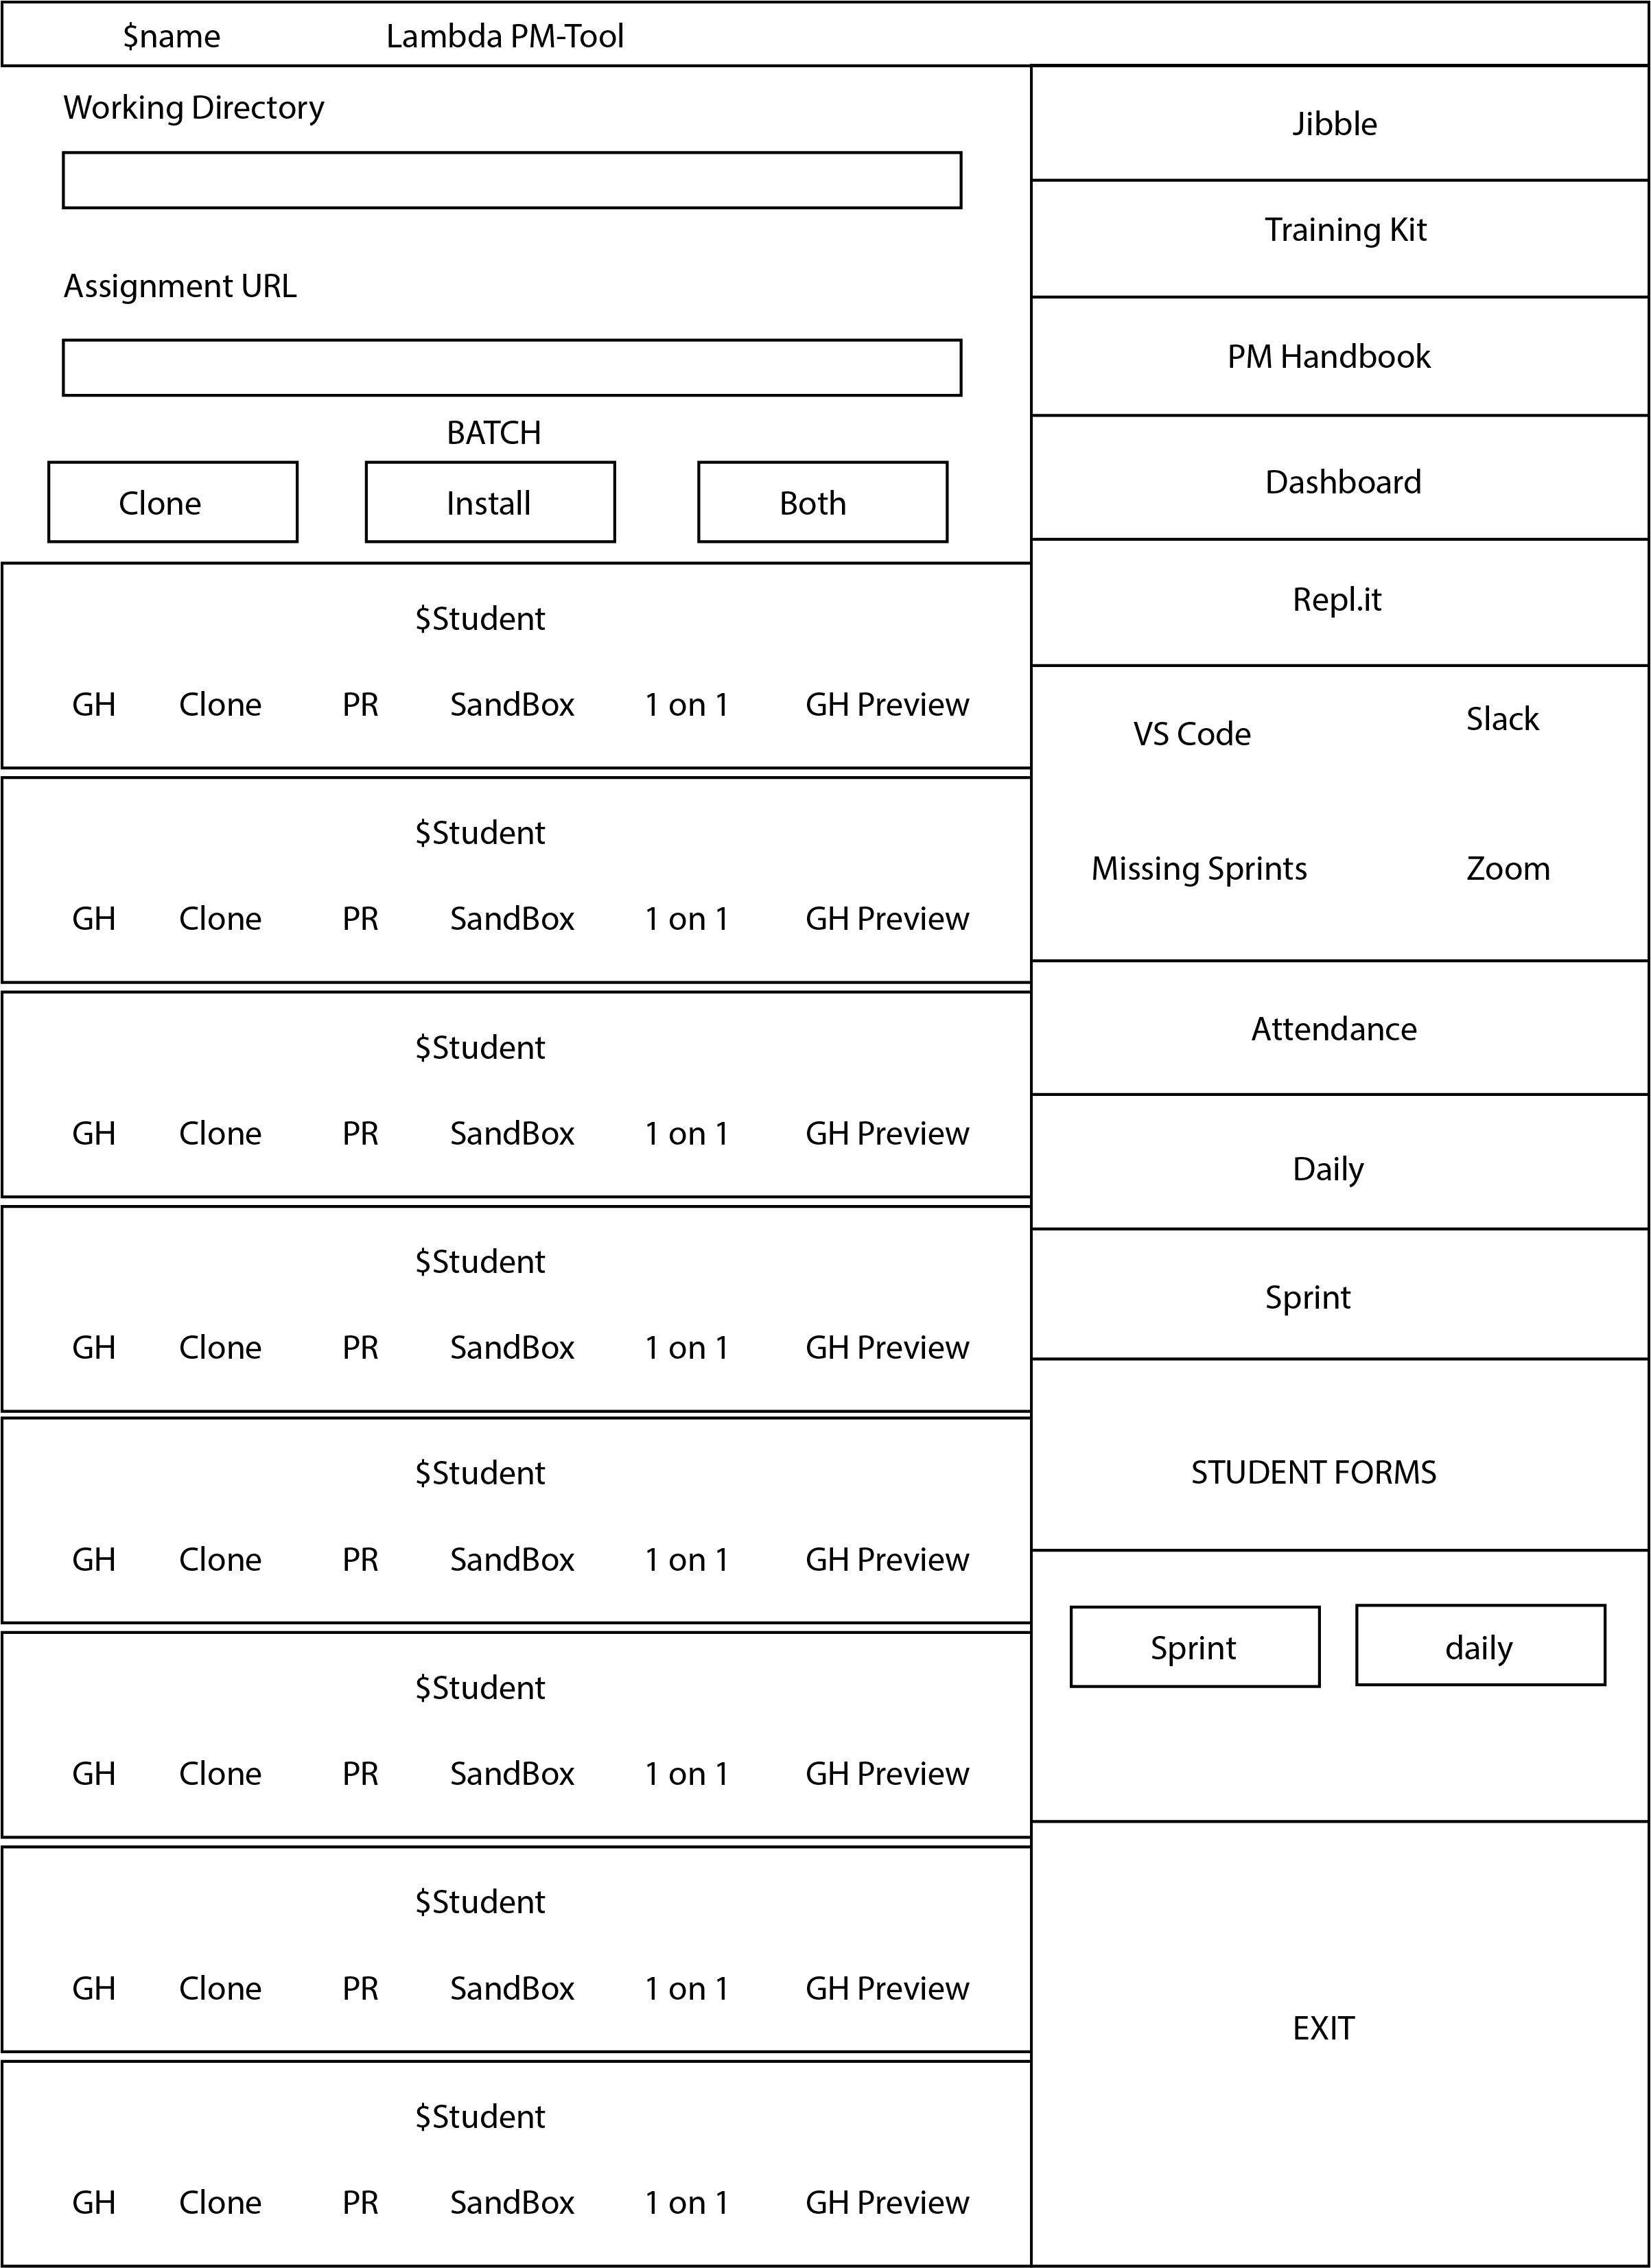 $name Lambda PM-Tool
Working Directory
Assignment URL
BATCH
Clone Install Both
$Student
GH Clone PR SandBox 1 on 1 GH Preview
$Student
GH Clone PR SandBox 1 on 1 GH Preview
$Student
GH Clone PR SandBox 1 on 1 GH Preview
$Student
GH Clone PR SandBox 1 on 1 GH Preview
$Student
GH Clone PR SandBox 1 on 1 GH Preview
$Student
GH Clone PR SandBox 1 on 1 GH Preview
$Student
GH Clone PR SandBox 1 on 1 GH Preview
$Student
GH Clone PR SandBox 1 on 1 GH Preview
Jibble
Training Kit
PM Handbook
Dashboard
Repl.it
VS Code Slack
Missing Sprints Zoom
Attendance
Daily
Sprint
STUDENT FORMS
Sprint daily
EXIT